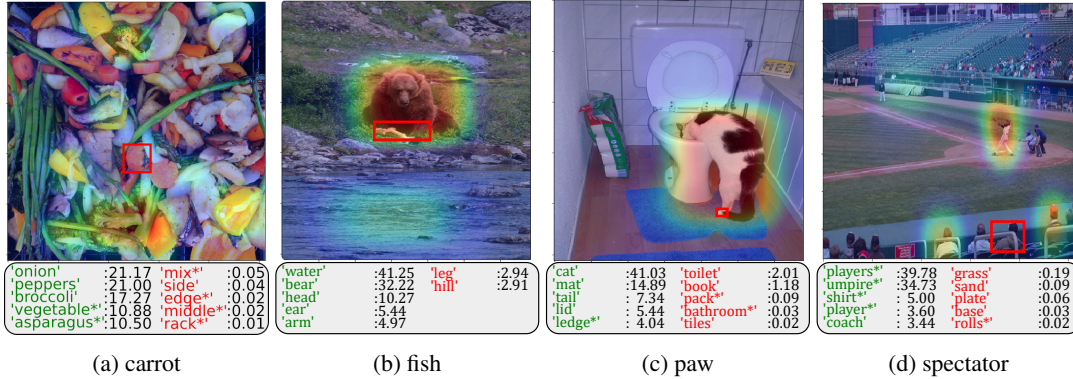 'onion' :21.17 'mix*' :0.05
'peppers' :21.00 'side' :0.04
'broccoli' :17.27 'edge*' :0.02
'vegetable*' :10.88 'middle*' :0.02
'asparagus*' :10.50 'rack*' :0.01
(a) carrot
'water' :41.25 'leg' :2.94
'bear' :32.22 'hill' :2.91
'head' :10.27
'ear' :5.44
'arm' :4.97
(b) fish
'cat' :41.03 'toilet' :2.01
'mat' :14.89 'book' :1.18
'tail' : 7.34 'pack*' :0.09
'lid' : 5.44 'bathroom*' :0.03
'ledge*' : 4.04 'tiles' :0.02
(c) paw
'players*' :39.78 'grass' :0.19
'umpire*' :34.73 'sand' :0.09
'shirt*' : 5.00 'plate' :0.06
'player*' : 3.60 'base' :0.03
'coach' : 3.44 'rolls*' :0.02
(d) spectator